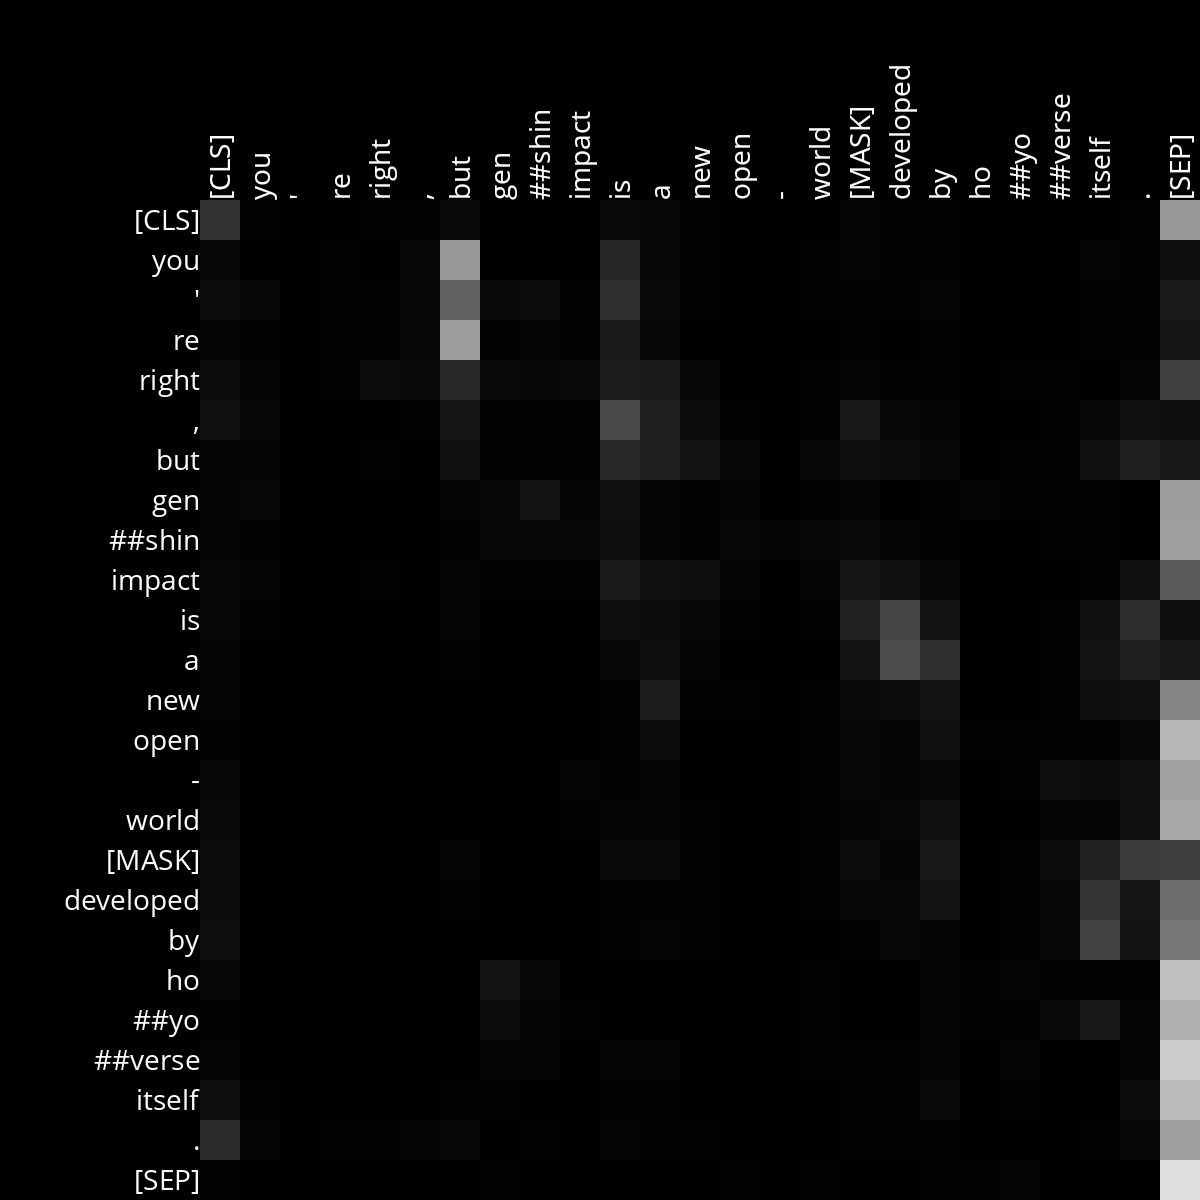 [CLS] you ' re right , but gen ##shin impact is a new open - world [MASK] developed by ho ##yo ##verse itself . [SEP]
[CLS]
you
'
re
right
,
but
gen
##shin
impact
is
a
new
open
-
world
[MASK]
developed
by
ho
##yo
##verse
itself
.
[SEP]